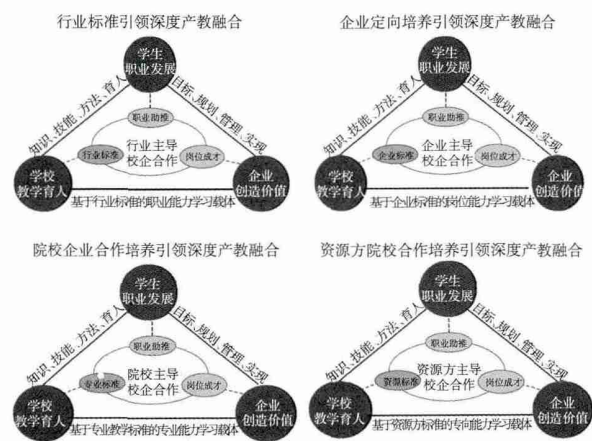 行业标准引领深度产教融合
学生
职业发展
知识、技能、方法、育人
目标、规划、管理、实现
职业助推
行业主导
校企合作
行业标准
岗位成才
学校
教学育人
企业
创造价值
基于行业标准的职业能力学习载体
企业定向培养引领深度产教融合
学生
职业发展
知识、技能、方法、育人
目标、规划、管理、实现
职业助推
企业主导
校企合作
企业标准
岗位成才
学校
教学育人
企业
创造价值
基于企业标准的岗位能力学习载体
院校企业合作培养引领深度产教融合
学生
职业发展
知识、技能、方法、育人
目标、规划、管理、实现
职业助推
院校主导
校企合作
专业标准
岗位成才
学校
教学育人
企业
创造价值
基于专业教学标准的专业能力学习载体
资源方院校合作培养引领深度产教融合
学生
职业发展
知识、技能、方法、育人
目标、规划、管理、实现
职业助推
资源方主导
校企合作
资源标准
岗位成才
学校
教学育人
企业
创造价值
基于资源方标准的专向能力学习载体